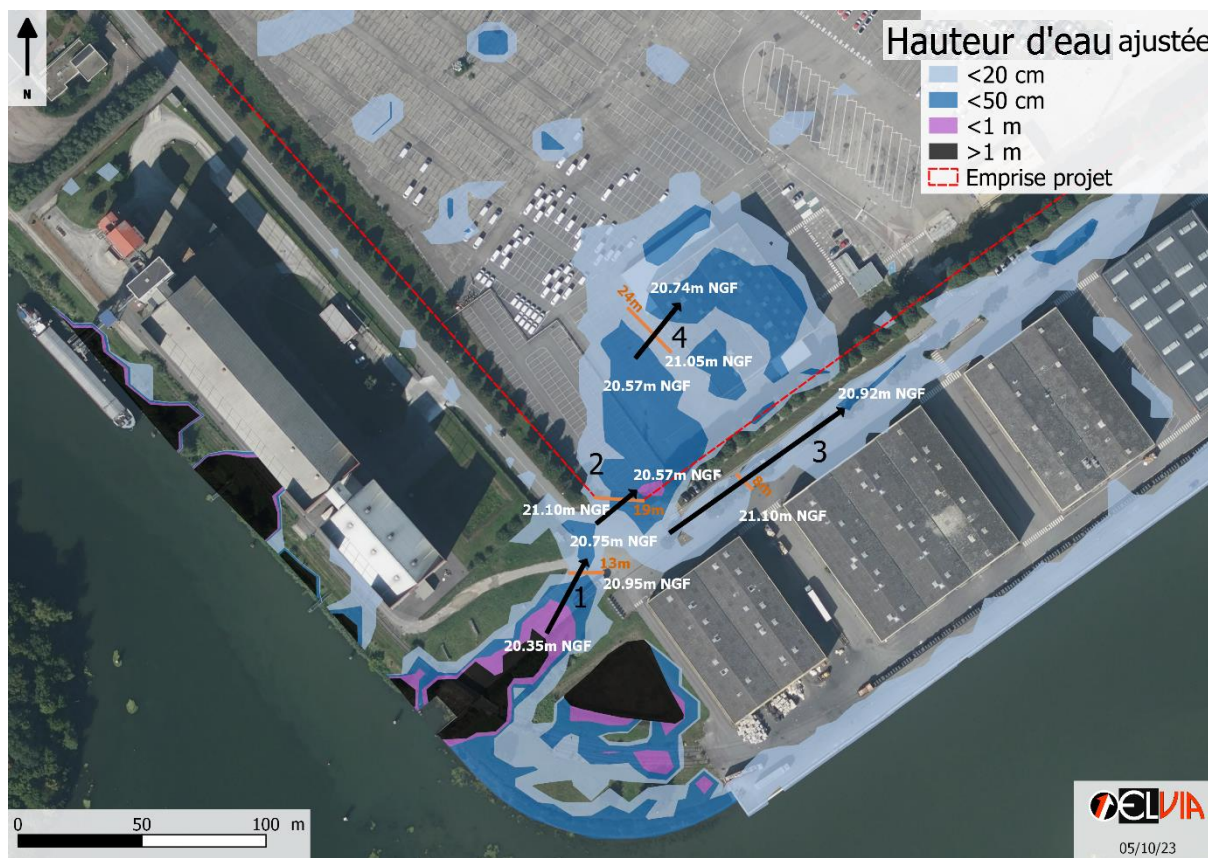 N
Hauteur d'eau ajustée
<20 cm
<50 cm
<1 m
>1 m
Emprise projet
24m
20.74m NGF
4
21.05m NGF
20.57m NGF
20.92m NGF
3
2
20.57m NGF
8m
21.10m NGF
19m
21.10m NGF
20.75m NGF
13m
20.95m NGF
1
20.35m NGF
0 50 100 m
ELVIA
05/10/23